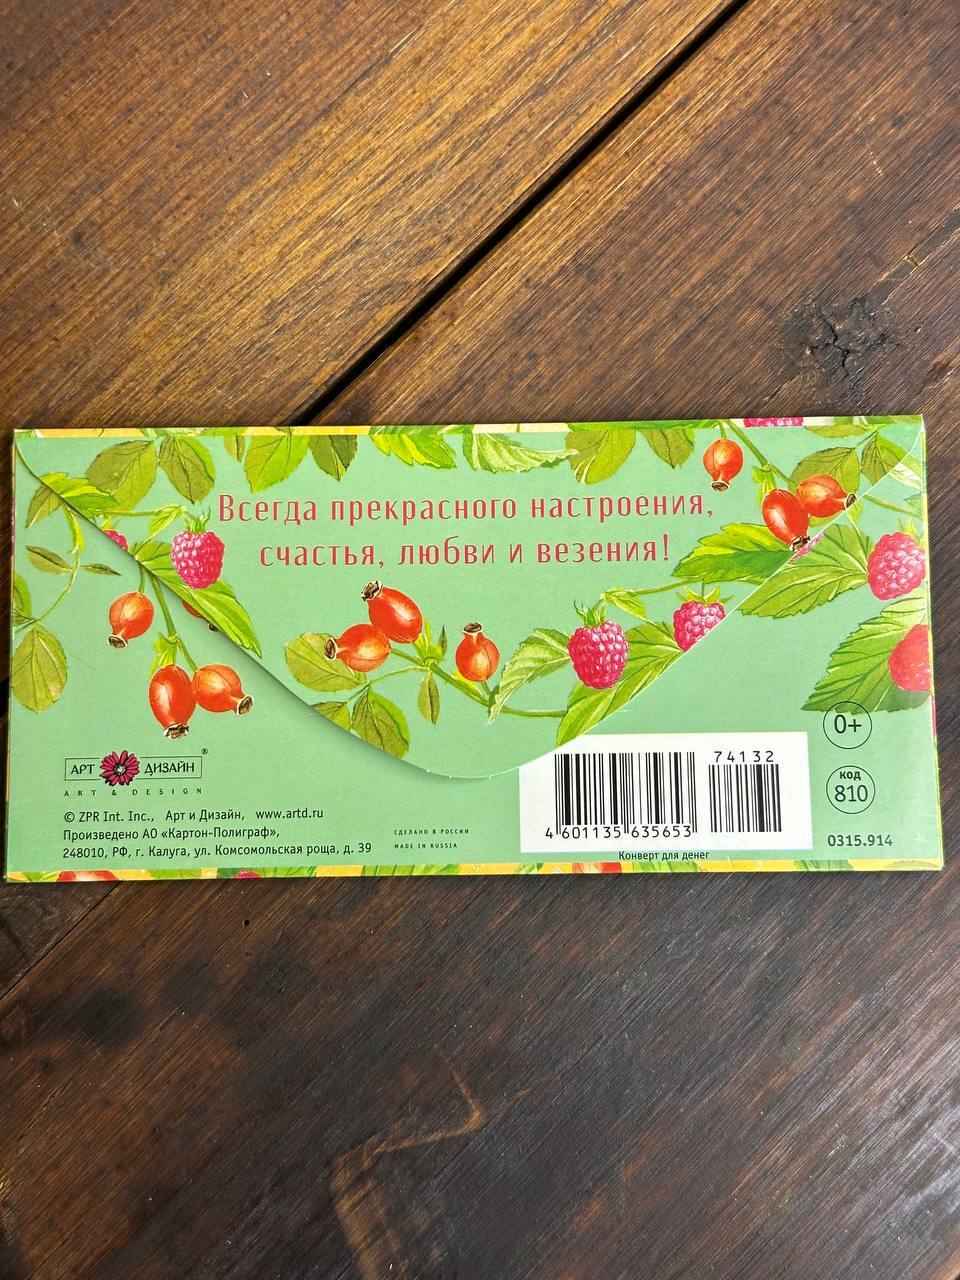 Всегда прекрасного настроения,
счастья, любви и везения!
АРТ ДИЗАЙН®
ART & DESIGN
© ZPR Int. Inc., Арт и Дизайн, www.artd.ru
Произведено АО «Картон-Полиграф»,
248010, РФ, г. Калуга, ул. Комсомольская роща, д. 39
СДЕЛАНО В РОССИИ
MADE IN RUSSIA
74132
4 601135 635653
Конверт для денег
0+
код
810
0315.914